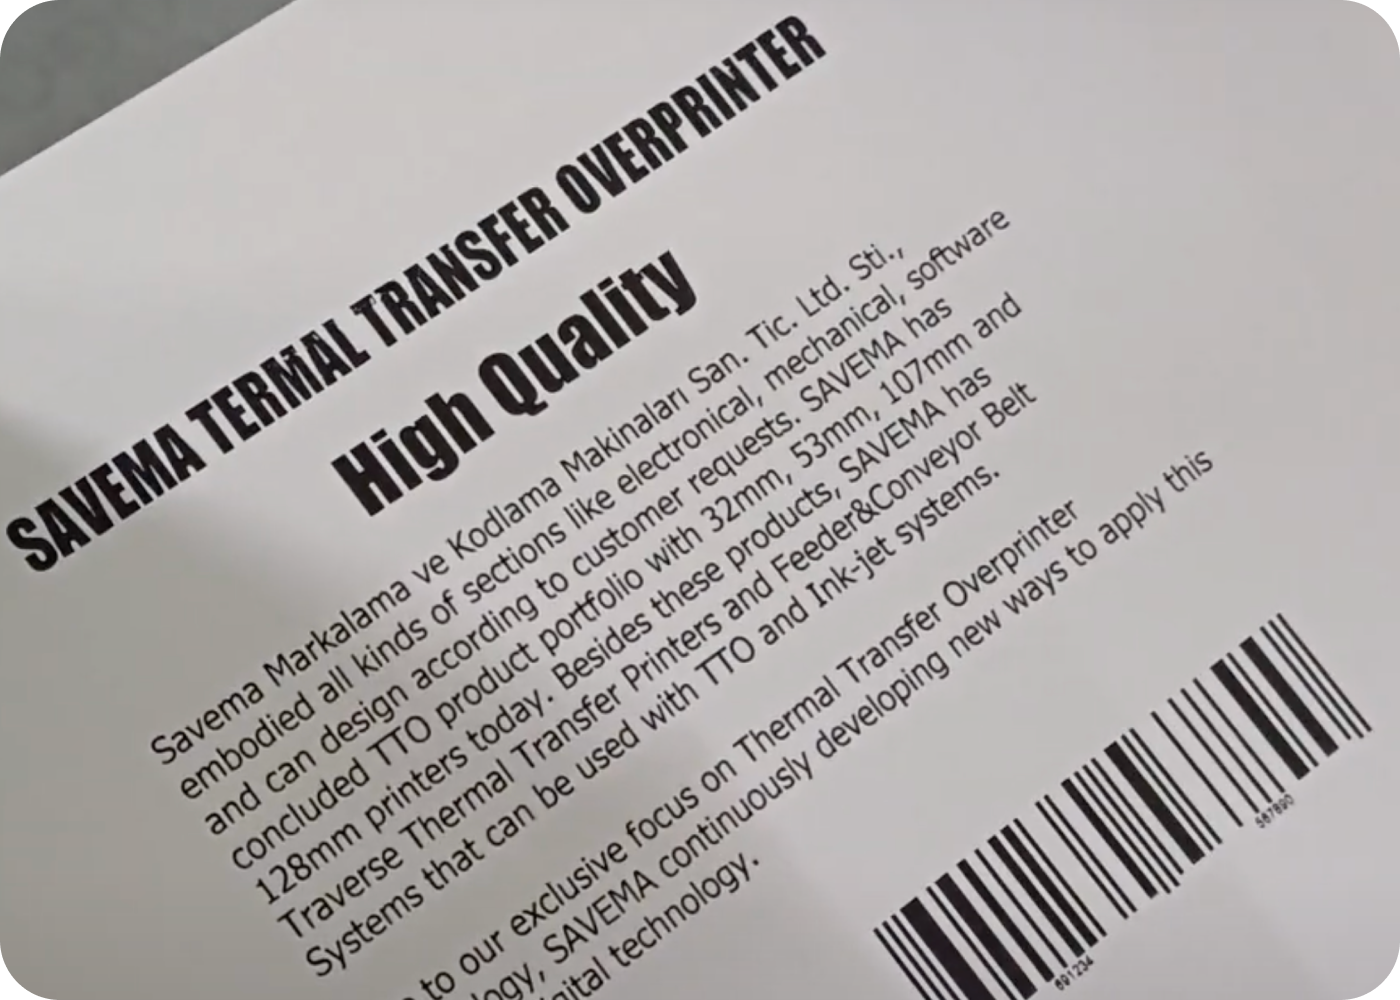 SAVEMA TERMAL TRANSFER OVERPRINTER
High Quality
Savema Markalama ve Kodlama Makinaları San. Tic. Ltd. Sti.,
embodied all kinds of sections like electronical, mechanical, software
and can design according to customer requests. SAVEMA has
concluded TTO product portfolio with 32mm, 53mm, 107mm and
128mm printers today. Besides these products, SAVEMA has
Traverse Thermal Transfer Printers and Feeder&Conveyor Belt
Systems that can be used with TTO and Ink-jet systems.
to our exclusive focus on Thermal Transfer Overprinter
SAVEMA continuously developing new ways to apply this
technology.
691234
567890